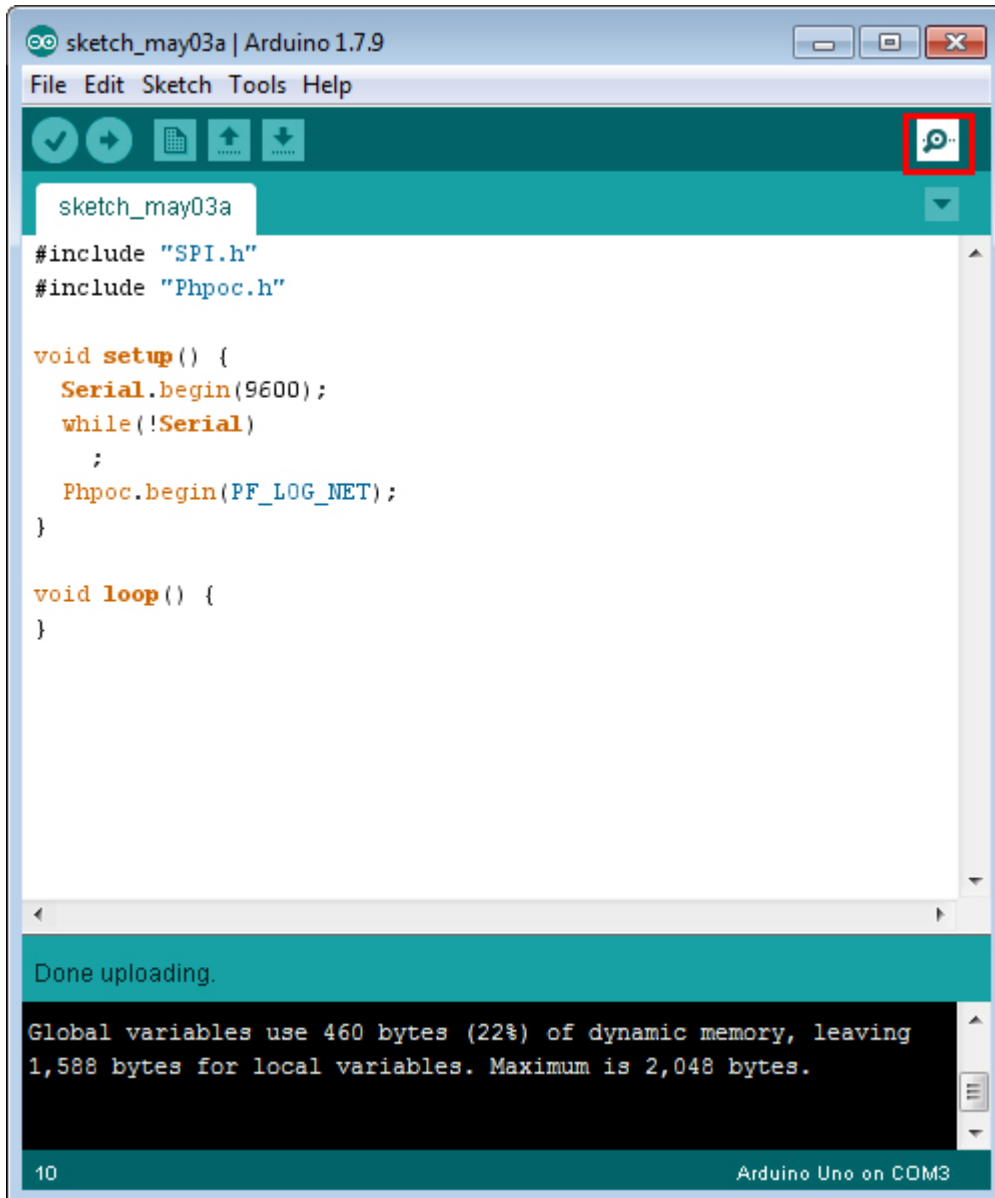 sketch_may03a | Arduino 1.7.9
File Edit Sketch Tools Help
sketch_may03a
#include "SPI.h"
#include "Phpoc.h"
void setup() {
  Serial.begin(9600);
  while(!Serial)
    ;
  Phpoc.begin(PF_LOG_NET);
}
void loop() {
}
Done uploading.
Global variables use 460 bytes (22%) of dynamic memory, leaving
1,588 bytes for local variables. Maximum is 2,048 bytes.
10
Arduino Uno on COM3